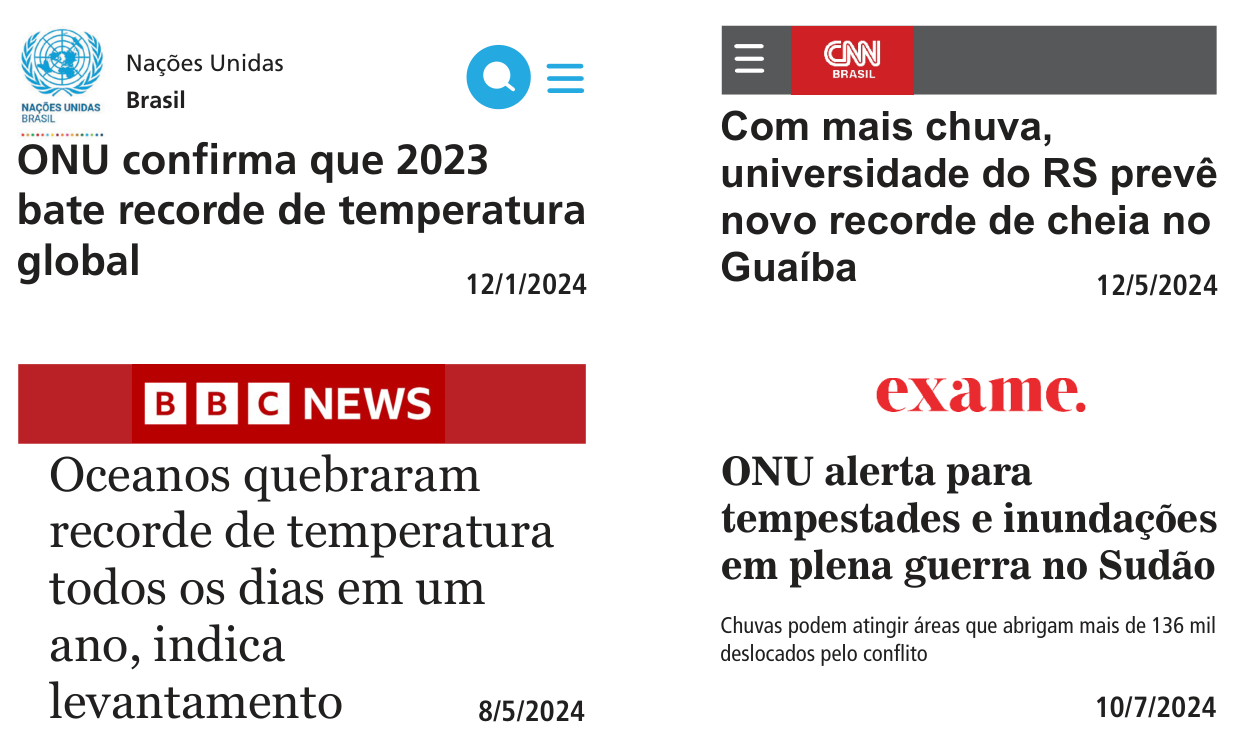 NAÇÕES UNIDAS
BRASIL
Nações Unidas
Brasil
ONU confirma que 2023
bate recorde de temperatura
global
12/1/2024
CNN
BRASIL
Com mais chuva,
universidade do RS prevê
novo recorde de cheia no
Guaíba
12/5/2024
BBC NEWS
Oceanos quebraram
recorde de temperatura
todos os dias em um
ano, indica
levantamento
8/5/2024
exame.
ONU alerta para
tempestades e inundações
em plena guerra no Sudão
Chuvas podem atingir áreas que abrigam mais de 136 mil
deslocados pelo conflito
10/7/2024